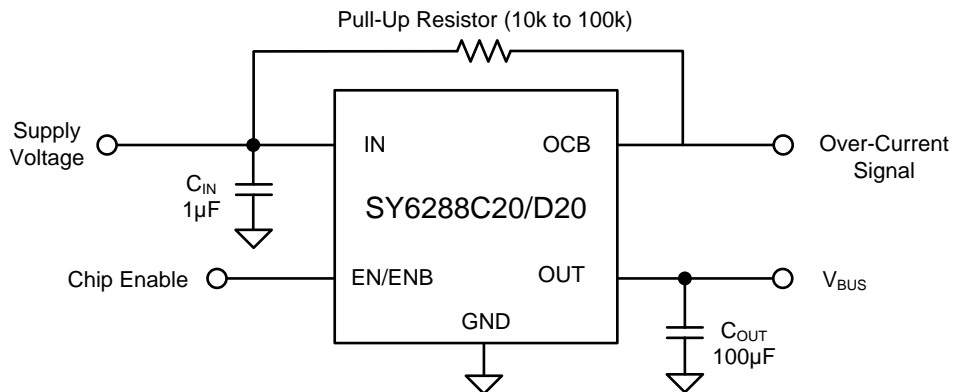 Pull-Up Resistor (10k to 100k)
Supply
Voltage
IN
OCB
Over-Current
Signal
CIN
1µF
SY6288C20/D20
Chip Enable
EN/ENB
OUT
VBUS
GND
COUT
100µF